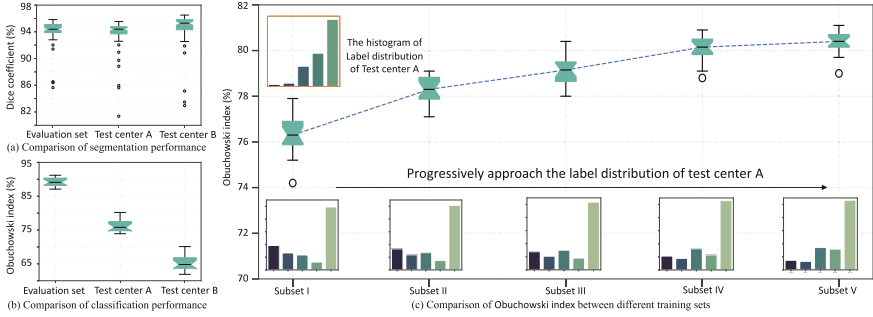 98
94
90
86
82
Dice coefficient (%)
Evaluation set Test center A Test center B
(a) Comparison of segmentation performance
95
85
75
65
Obuchowski index (%)
Evaluation set Test center A Test center B
(b) Comparison of classification performance
82
80
78
76
74
72
70
Obuchowski index (%)
The histogram of
Label distribution
of Test center A
Progressively approach the label distribution of test center A
Subset I Subset II Subset III Subset IV Subset V
(c) Comparison of Obuchowski index between different training sets